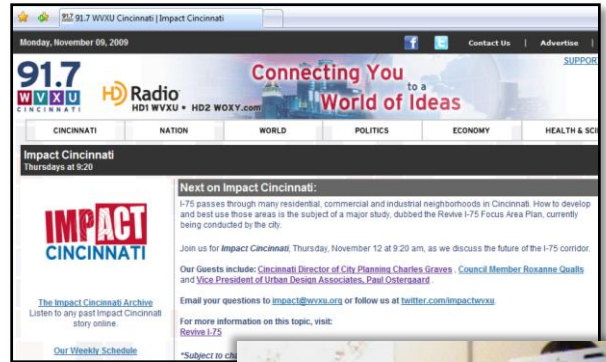 91.7 WVXU Cincinnati | Impact Cincinnati
Monday, November 09, 2009
Contact Us | Advertise |
91.7
WVXU
CINCINNATI
HD Radio
HD1 WVXU • HD2 WOXY.com
Connecting You
to a
World of Ideas
SUPPORT
CINCINNATI NATION WORLD POLITICS ECONOMY HEALTH & SCI
Impact Cincinnati
Thursdays at 9:20
IMPACT
CINCINNATI
The Impact Cincinnati Archive
Listen to any past Impact Cincinnati
story online.
Our Weekly Schedule
Next on Impact Cincinnati:
I-75 passes through many residential, commercial and industrial neighborhoods in Cincinnati. How to develop
and best use those areas is the subject of a major study, dubbed the Revive I-75 Focus Area Plan, currently
being conducted by the city.
Join us for Impact Cincinnati, Thursday, November 12 at 9:20 am, as we discuss the future of the I-75 corridor.
Our Guests include: Cincinnati Director of City Planning Charles Graves , Council Member Roxanne Qualls
and Vice President of Urban Design Associates, Paul Ostergaard .
Email your questions to impact@wvxu.org or follow us at twitter.com/impactwvxu.
For more information on this topic, visit:
Revive I-75
*Subject to cha